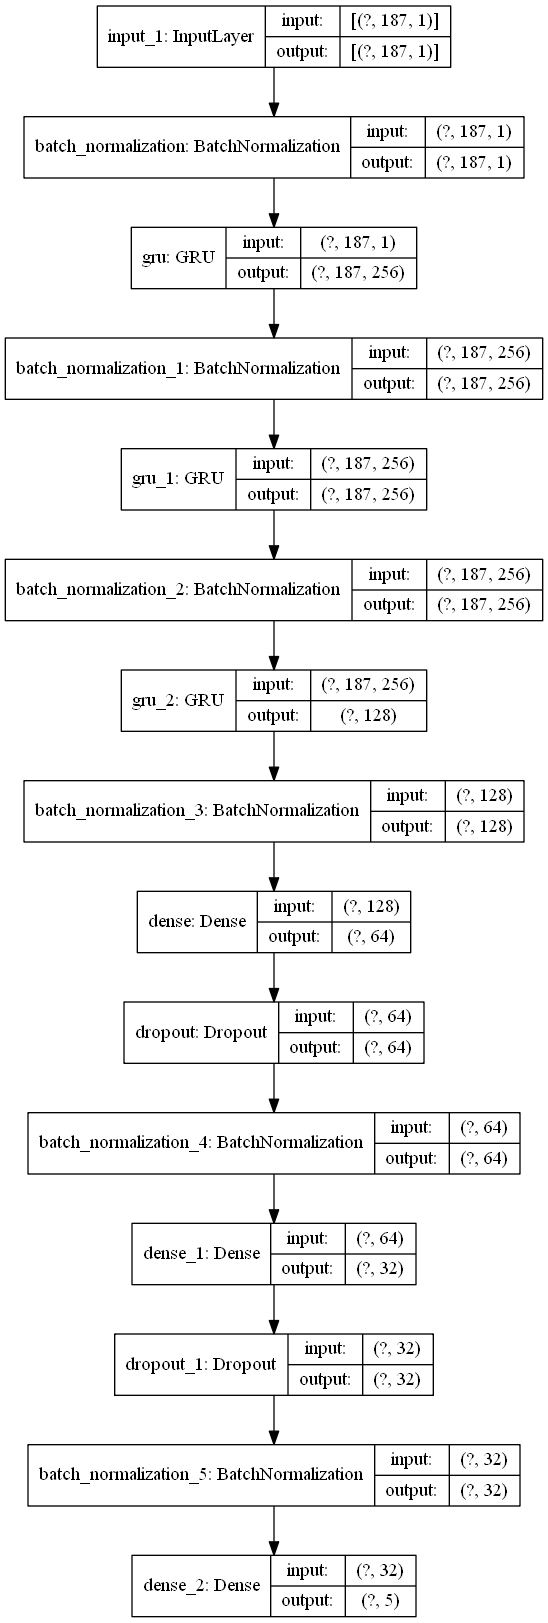 input_1: InputLayer
input: [(?, 187, 1)]
output: [(?, 187, 1)]
batch_normalization: BatchNormalization
input: (?, 187, 1)
output: (?, 187, 1)
gru: GRU
input: (?, 187, 1)
output: (?, 187, 256)
batch_normalization_1: BatchNormalization
input: (?, 187, 256)
output: (?, 187, 256)
gru_1: GRU
input: (?, 187, 256)
output: (?, 187, 256)
batch_normalization_2: BatchNormalization
input: (?, 187, 256)
output: (?, 187, 256)
gru_2: GRU
input: (?, 187, 256)
output: (?, 128)
batch_normalization_3: BatchNormalization
input: (?, 128)
output: (?, 128)
dense: Dense
input: (?, 128)
output: (?, 64)
dropout: Dropout
input: (?, 64)
output: (?, 64)
batch_normalization_4: BatchNormalization
input: (?, 64)
output: (?, 64)
dense_1: Dense
input: (?, 64)
output: (?, 32)
dropout_1: Dropout
input: (?, 32)
output: (?, 32)
batch_normalization_5: BatchNormalization
input: (?, 32)
output: (?, 32)
dense_2: Dense
input: (?, 32)
output: (?, 5)